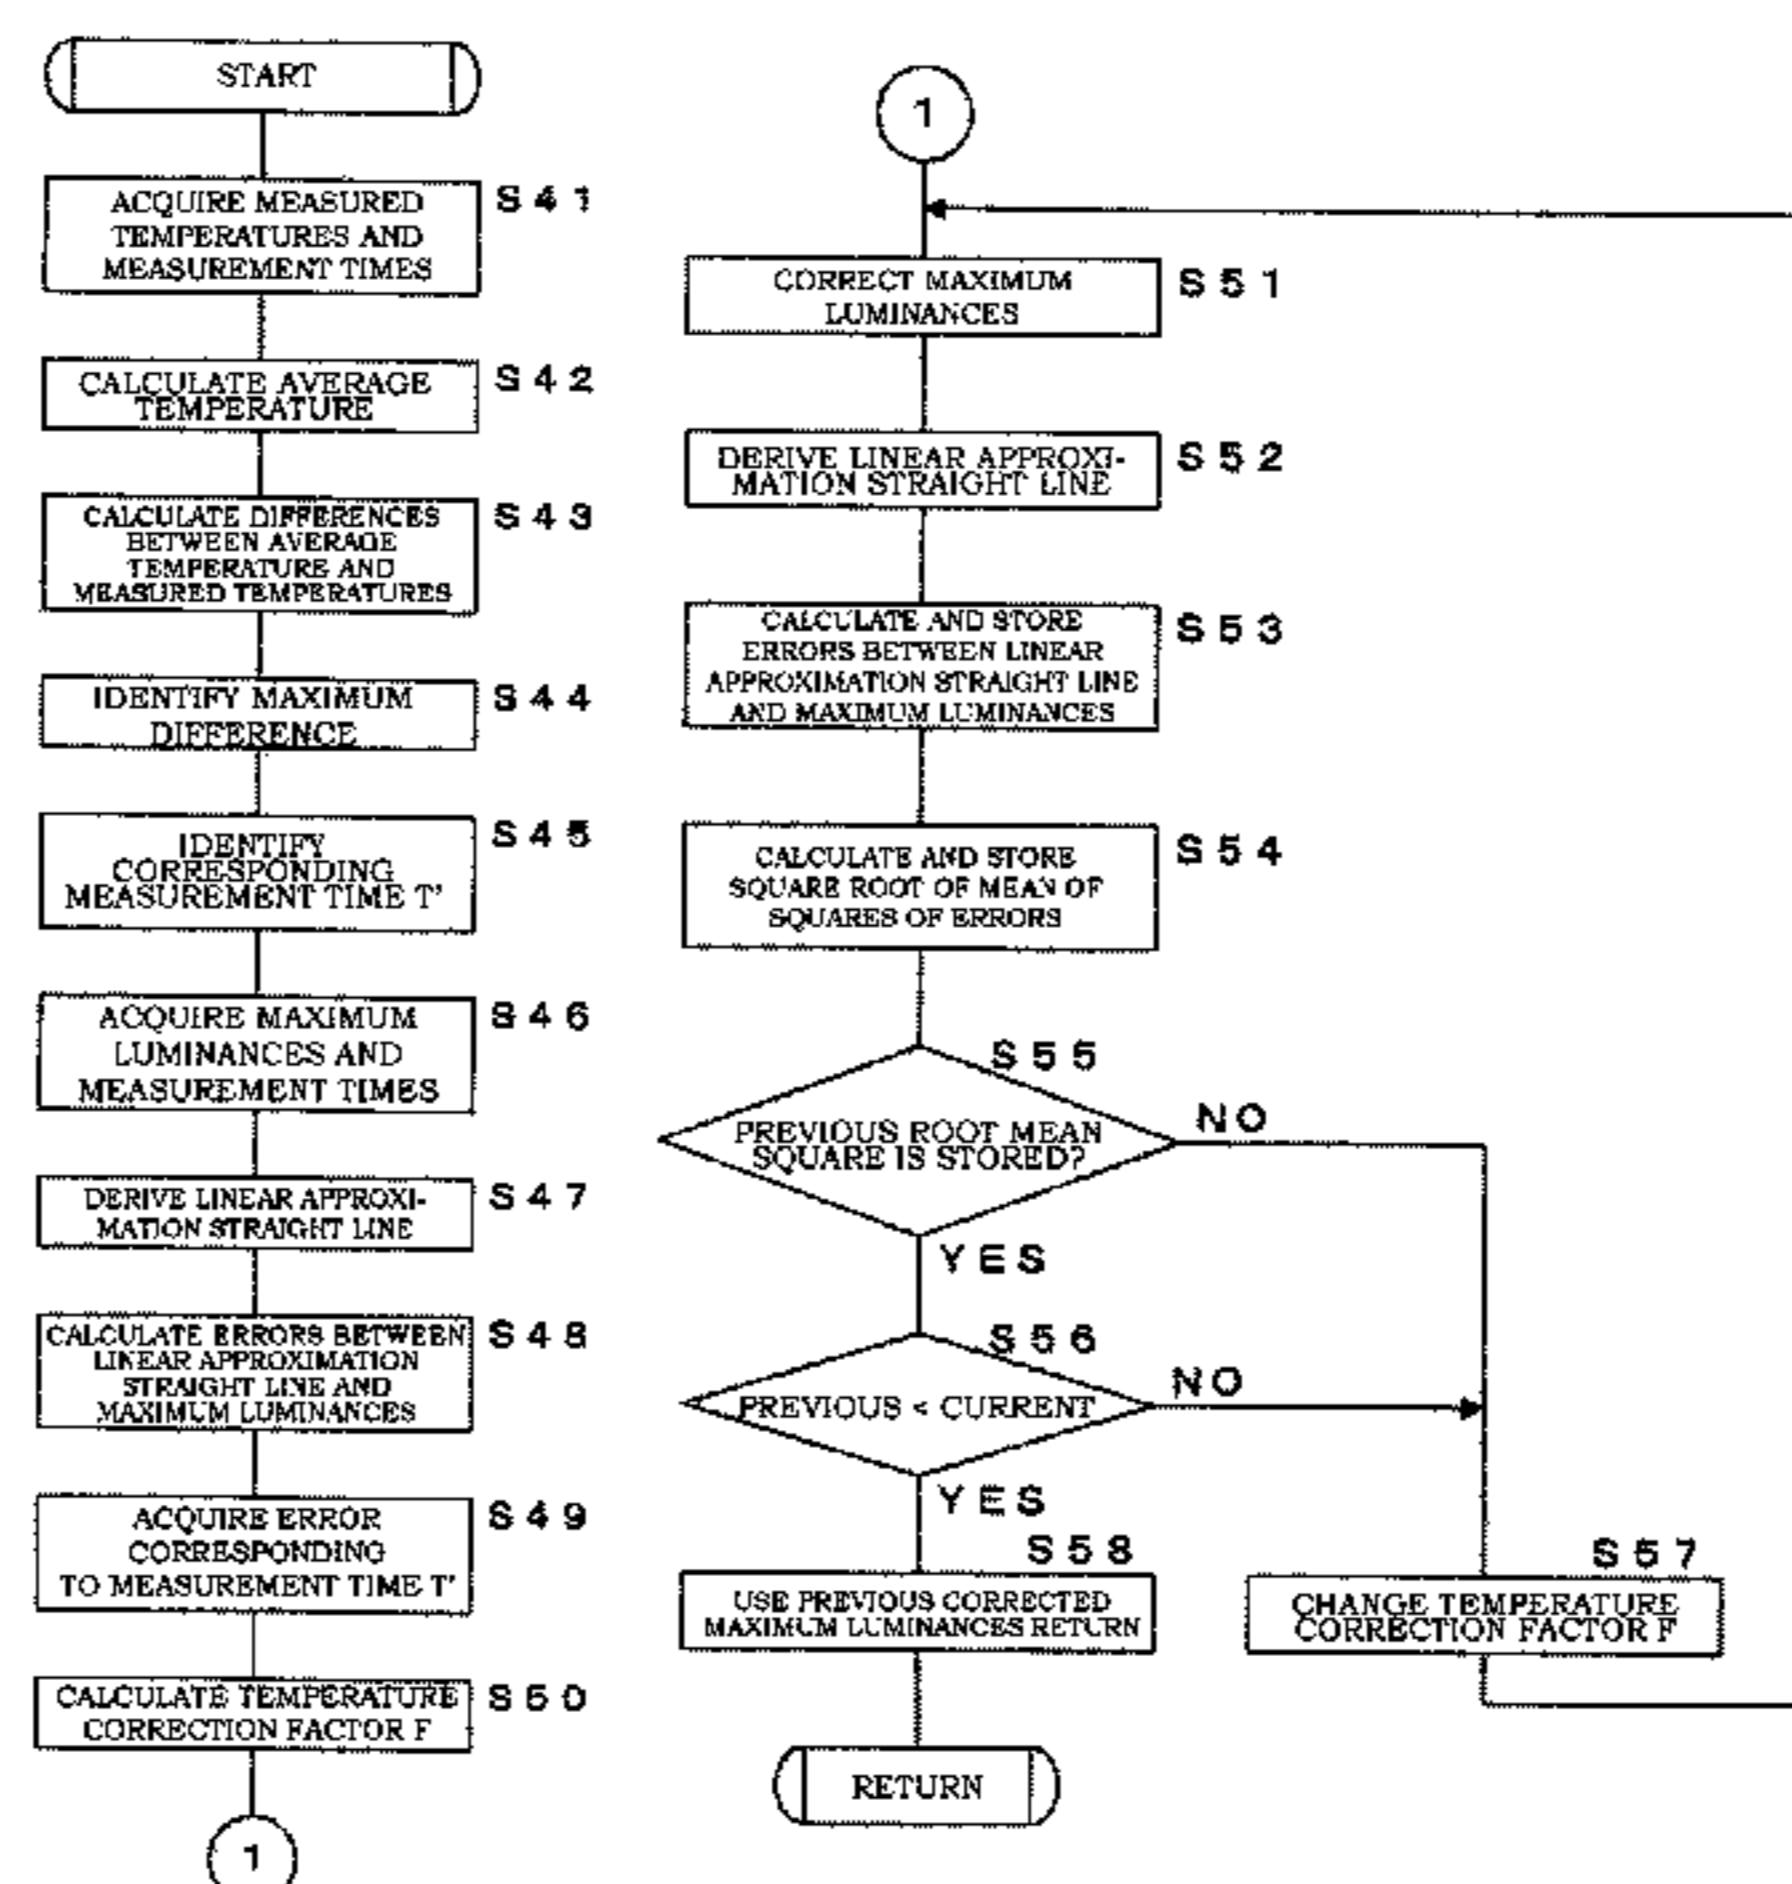 START
ACQUIRE MEASURED
TEMPERATURES AND
MEASUREMENT TIMES
S41
CALCULATE AVERAGE
TEMPERATURE
S42
CALCULATE DIFFERENCES
BETWEEN AVERAGE
TEMPERATURE AND
MEASURED TEMPERATURES
S43
IDENTIFY MAXIMUM
DIFFERENCE
S44
IDENTIFY
CORRESPONDING
MEASUREMENT TIME T'
S45
ACQUIRE MAXIMUM
LUMINANCES AND
MEASUREMENT TIMES
S46
DERIVE LINEAR APPROXI-
MATION STRAIGHT LINE
S47
CALCULATE ERRORS BETWEEN
LINEAR APPROXIMATION
STRAIGHT LINE AND
MAXIMUM LUMINANCES
S48
ACQUIRE ERROR
CORRESPONDING
TO MEASUREMENT TIME T'
S49
CALCULATE TEMPERATURE
CORRECTION FACTOR F
S50
1
1
CORRECT MAXIMUM
LUMINANCES
S51
DERIVE LINEAR APPROXI-
MATION STRAIGHT LINE
S52
CALCULATE AND STORE
ERRORS BETWEEN LINEAR
APPROXIMATION STRAIGHT LINE
AND MAXIMUM LUMINANCES
S53
CALCULATE AND STORE
SQUARE ROOT OF MEAN OF
SQUARES OF ERRORS
S54
S55
PREVIOUS ROOT MEAN
SQUARE IS STORED?
NO
YES
S56
PREVIOUS < CURRENT
NO
YES
S58
USE PREVIOUS CORRECTED
MAXIMUM LUMINANCES RETURN
S57
CHANGE TEMPERATURE
CORRECTION FACTOR F
RETURN